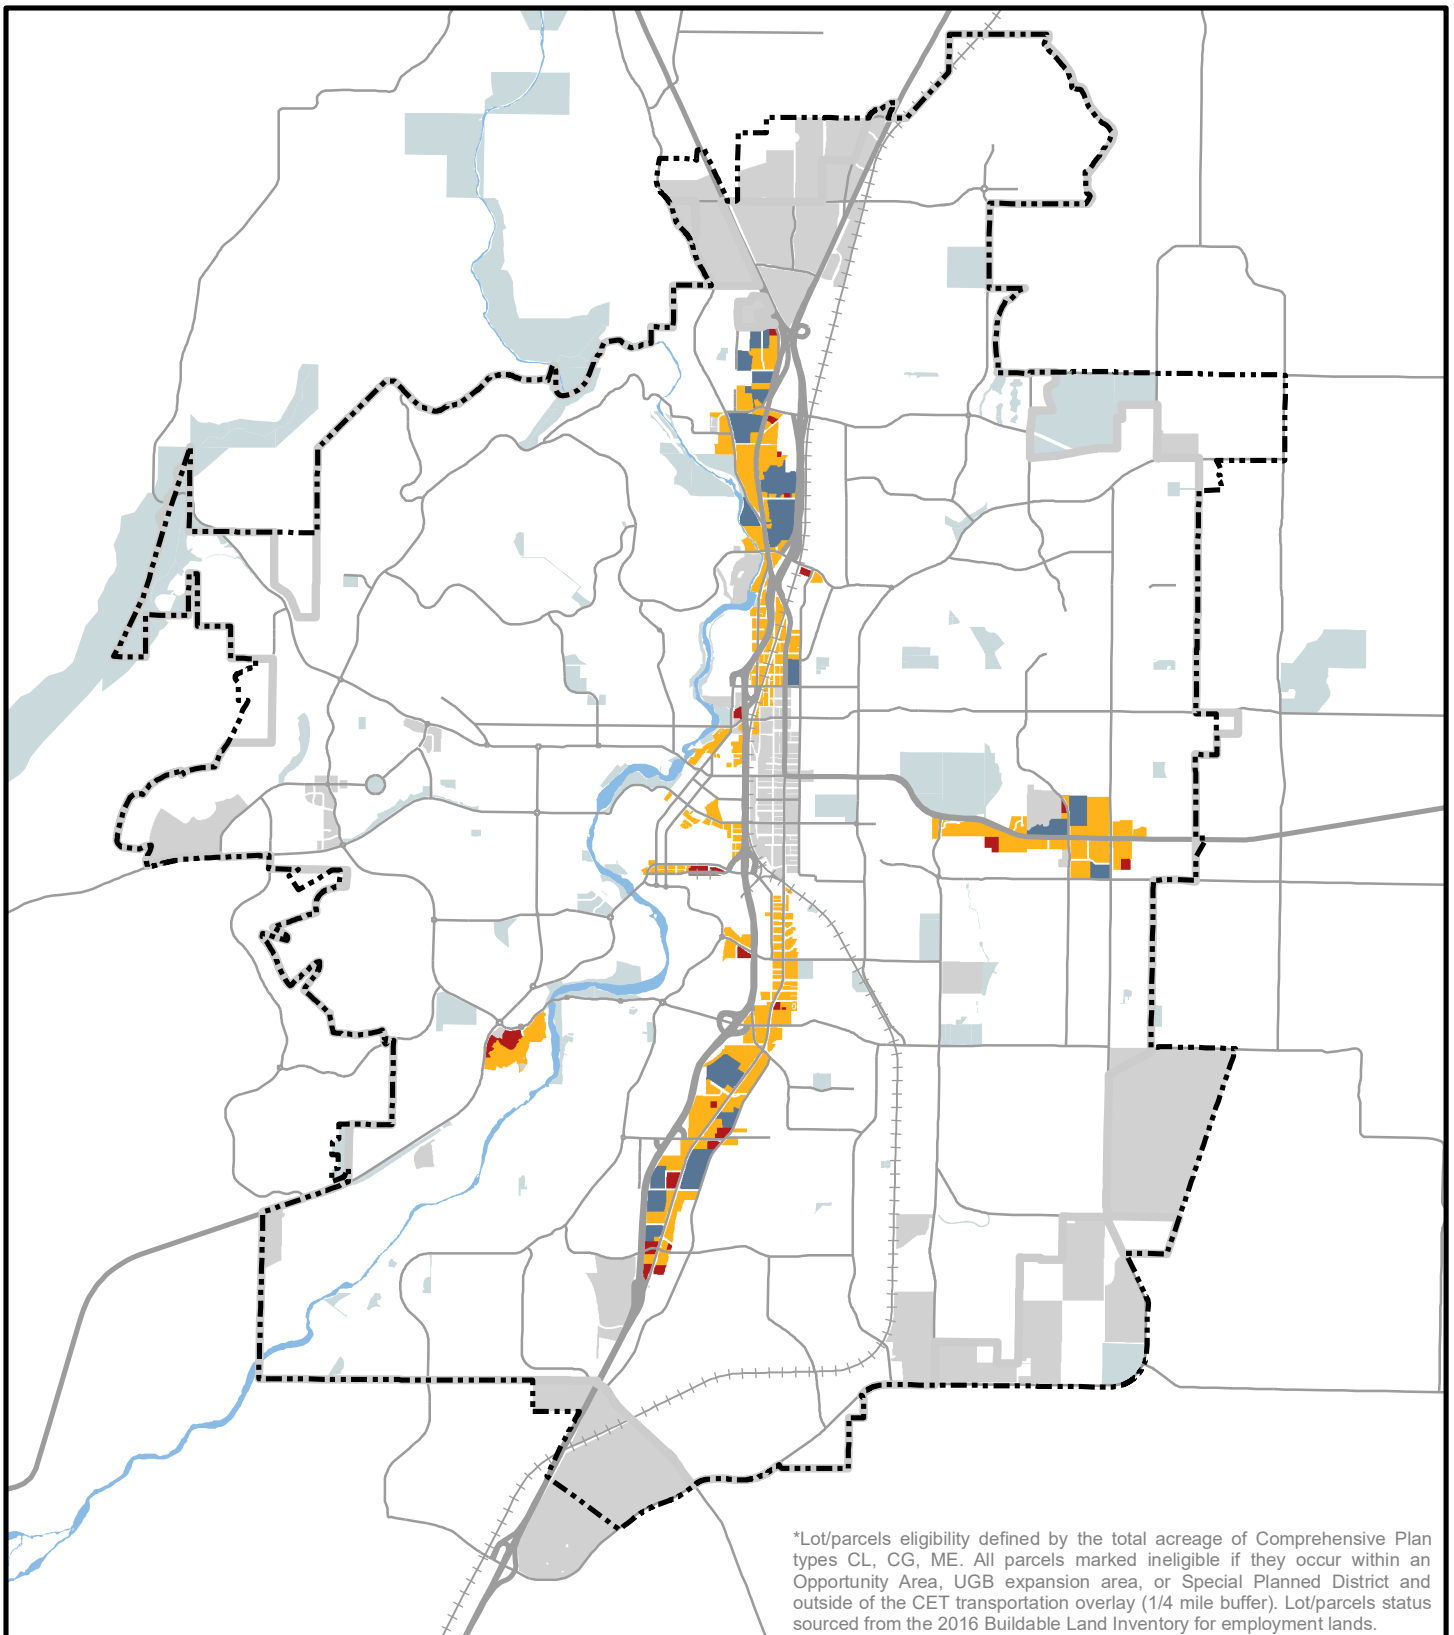 *Lot/parcels eligibility defined by the total acreage of Comprehensive Plan
types CL, CG, ME. All parcels marked ineligible if they occur within an
Opportunity Area, UGB expansion area, or Special Planned District and
outside of the CET transportation overlay (1/4 mile buffer). Lot/parcels status
sourced from the 2016 Buildable Land Inventory for employment lands.